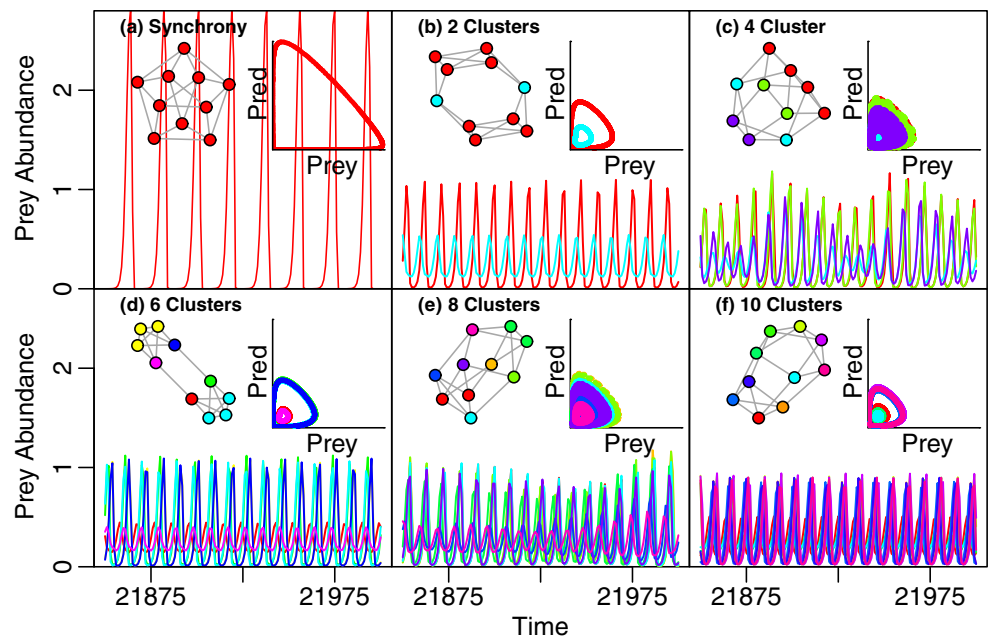 (a) Synchrony
(b) 2 Clusters
(c) 4 Cluster
Pred
Prey
Pred
Prey
Pred
Prey
Prey Abundance
0
1
2
(d) 6 Clusters
(e) 8 Clusters
(f) 10 Clusters
Pred
Prey
Pred
Prey
Pred
Prey
Prey Abundance
0
1
2
21875
21975
21875
21975
21875
21975
Time